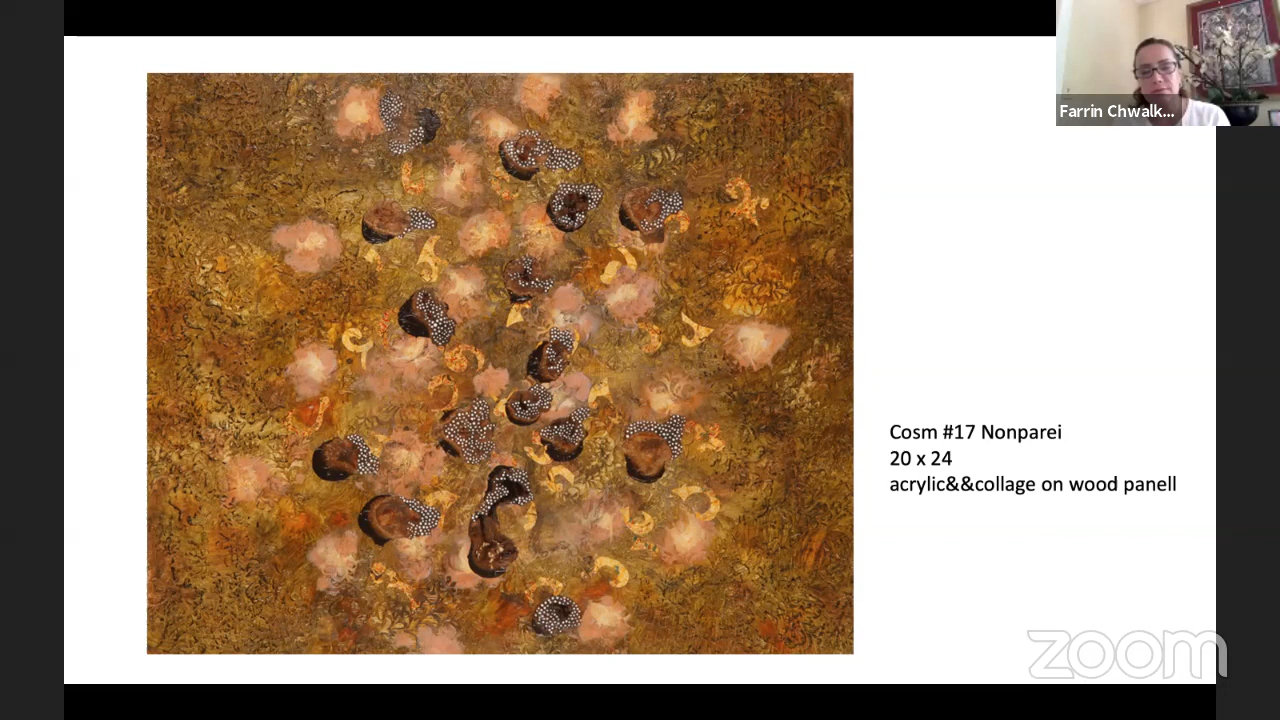 Farrin Chwalk...
Cosm #17 Nonparei
20 x 24
acrylic&&collage on wood panell
zoom